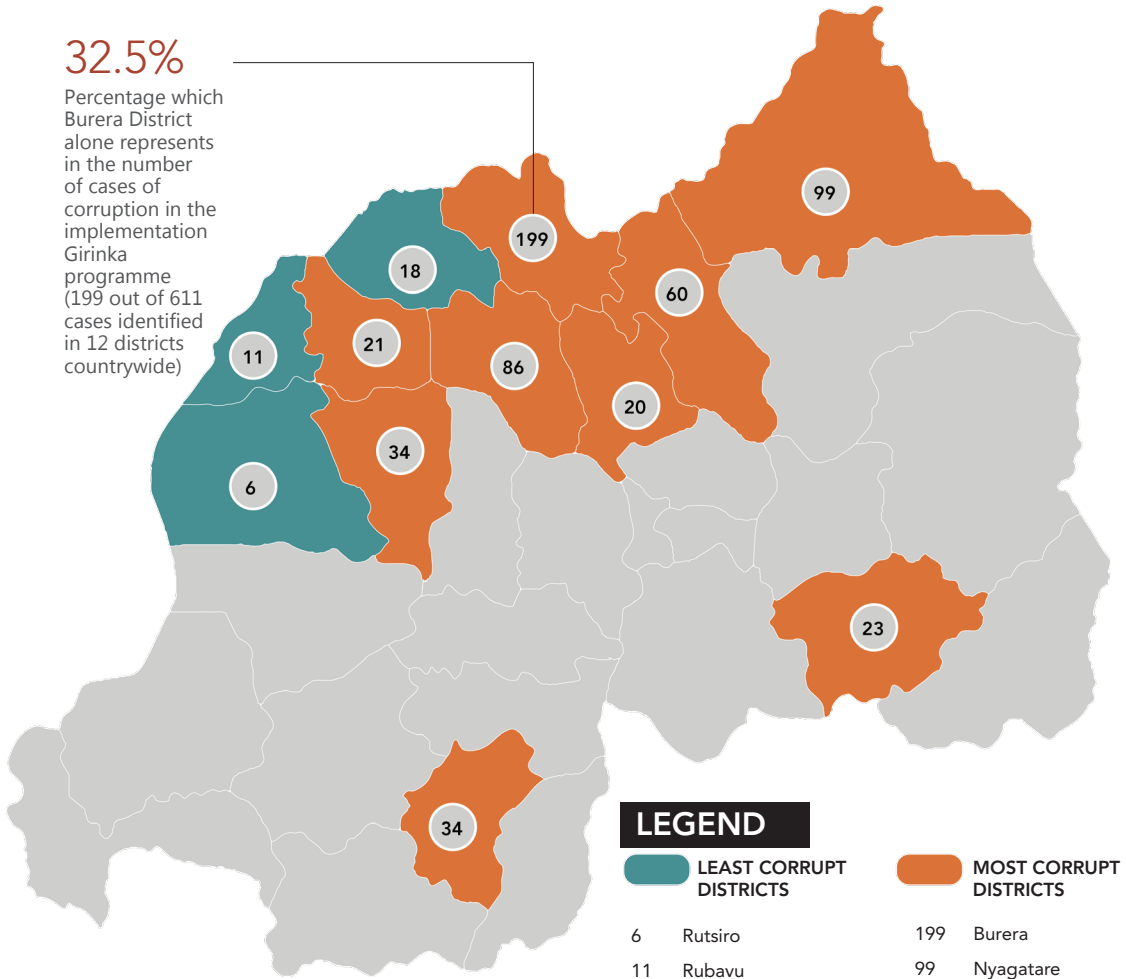 32.5%
Percentage which
Burera District
alone represents
in the number
of cases of
corruption in the
implementation
Girinka
programme
(199 out of 611
cases identified
in 12 districts
countrywide)
99
199
18
60
11
21
86
20
34
6
23
34
LEGEND
LEAST CORRUPT
DISTRICTS
6 Rutsiro
11 Rubavu
MOST CORRUPT
DISTRICTS
199 Burera
99 Nyagatare